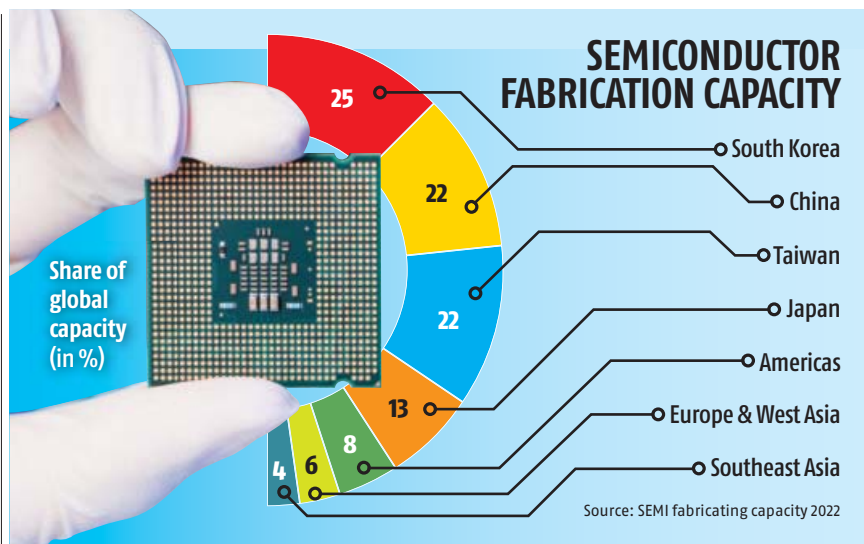 SEMICONDUCTOR
FABRICATION CAPACITY
25
South Korea
22
China
22
Taiwan
13
Japan
8
Americas
6
Europe & West Asia
4
Southeast Asia
Share of
global
capacity
(in %)
Source: SEMI fabricating capacity 2022